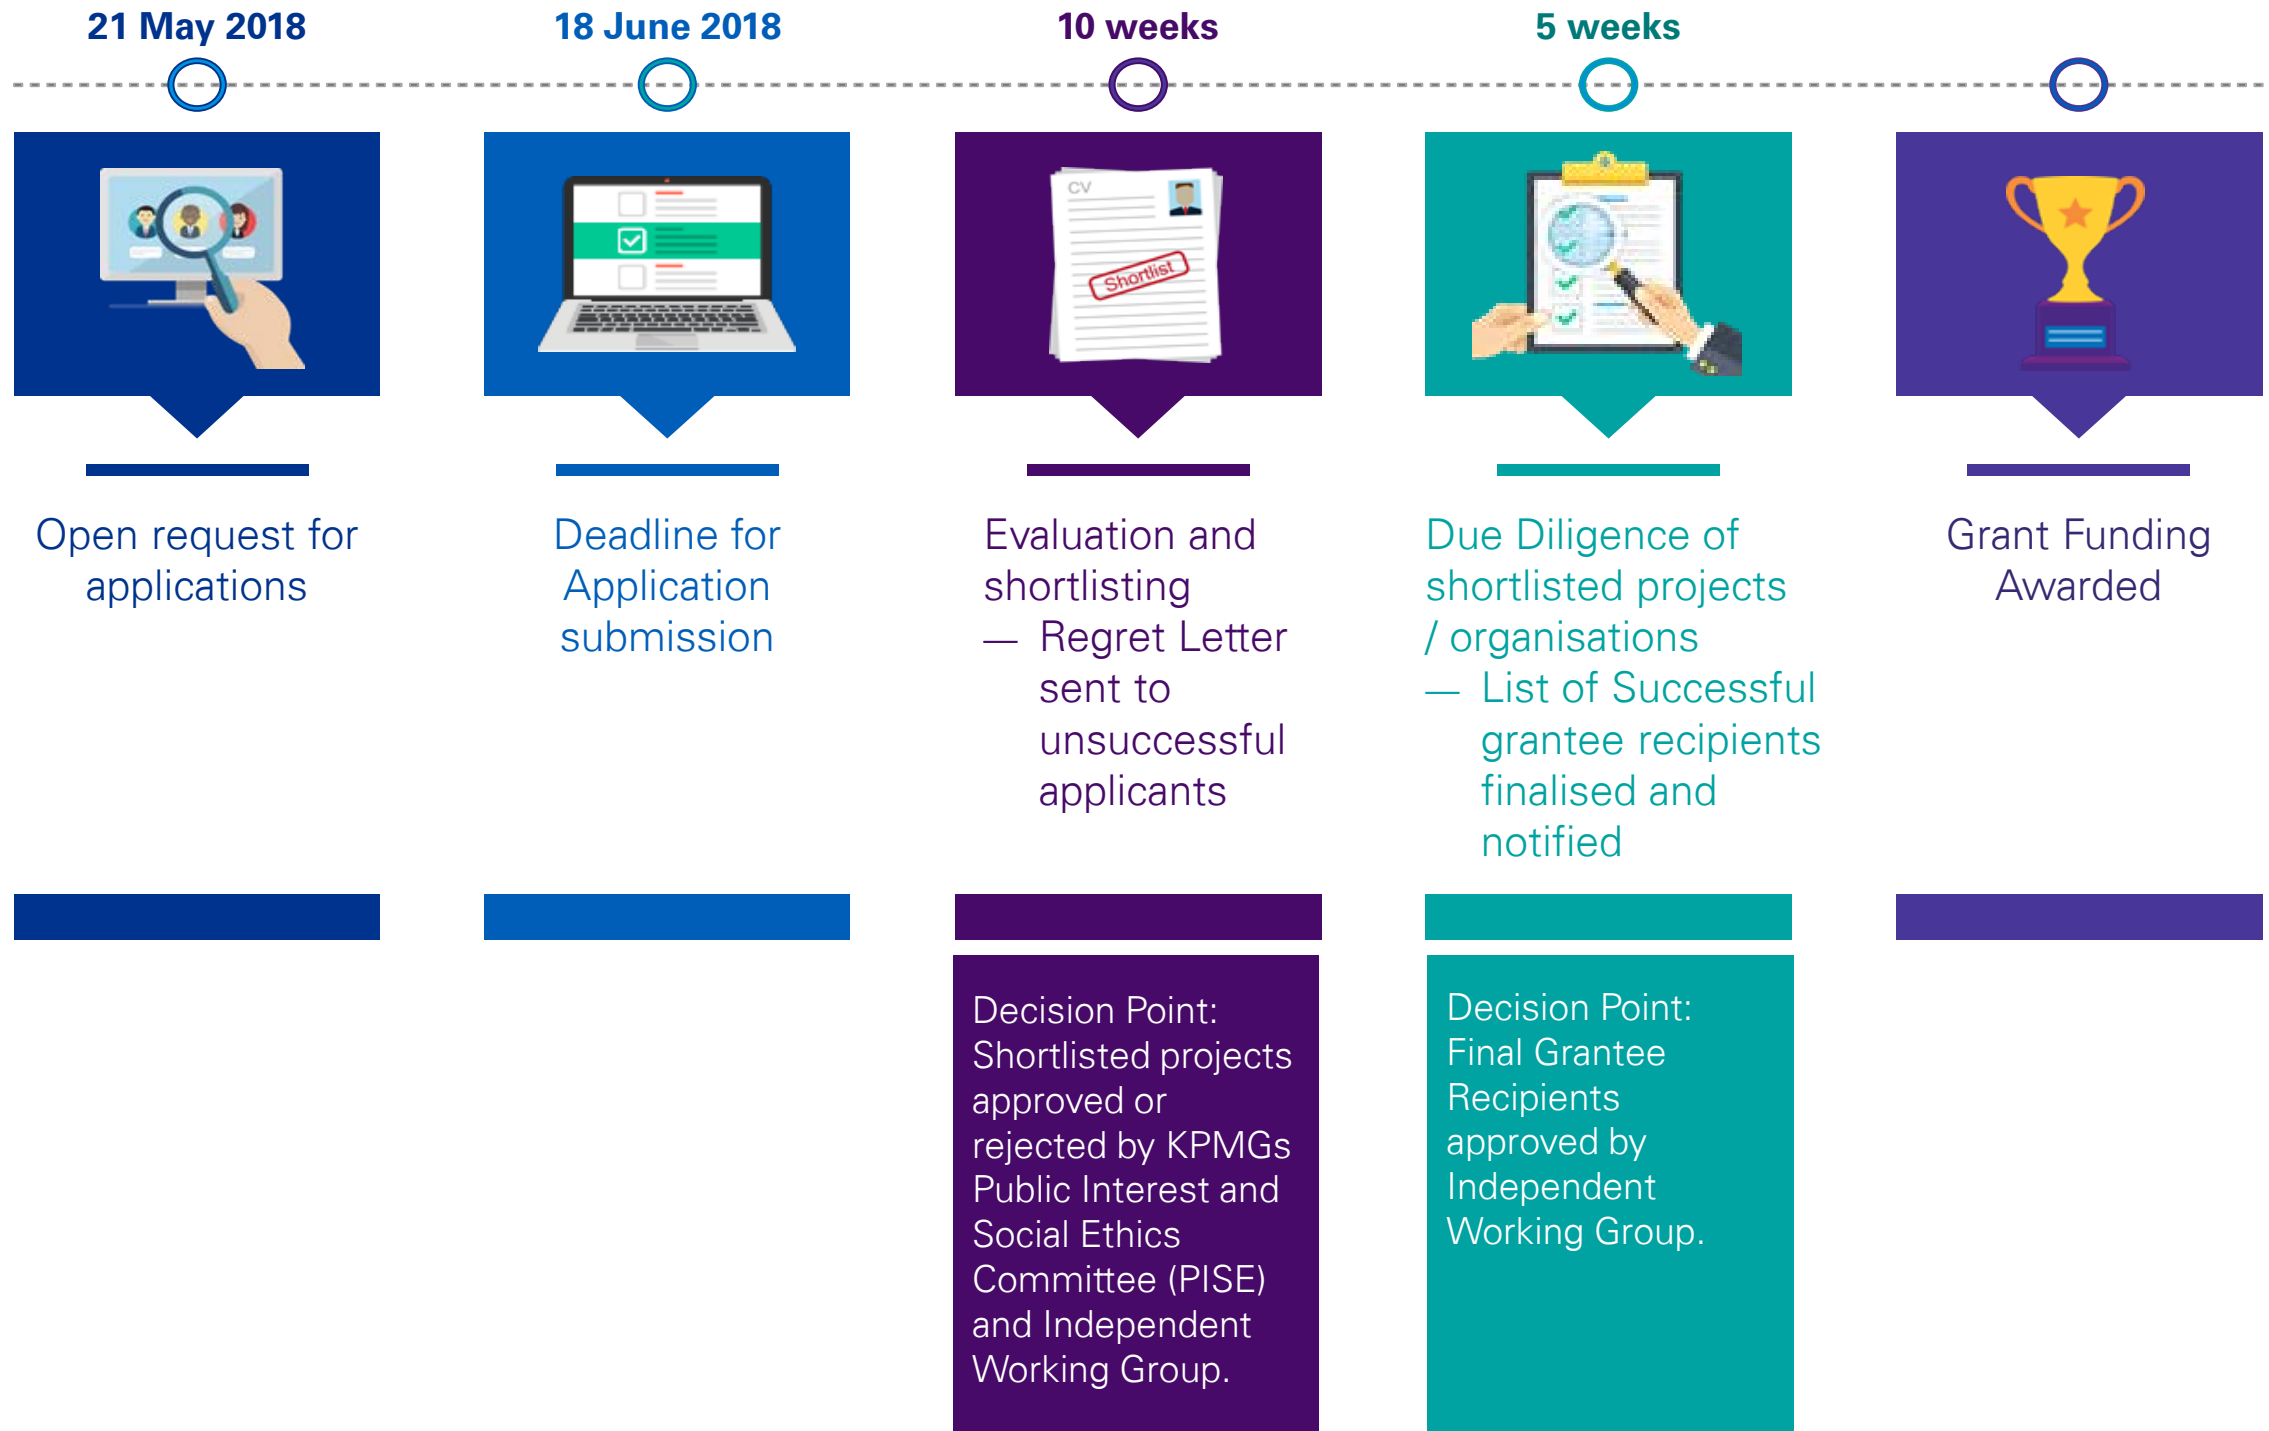 21 May 2018
18 June 2018
10 weeks
5 weeks
CV
Shortlist
Open request for
applications
Deadline for
Application
submission
Evaluation and
shortlisting
— Regret Letter
sent to
unsuccessful
applicants
Due Diligence of
shortlisted projects
/ organisations
— List of Successful
grantee recipients
finalised and
notified
Grant Funding
Awarded
Decision Point:
Shortlisted projects
approved or
rejected by KPMGs
Public Interest and
Social Ethics
Committee (PISE)
and Independent
Working Group.
Decision Point:
Final Grantee
Recipients
approved by
Independent
Working Group.